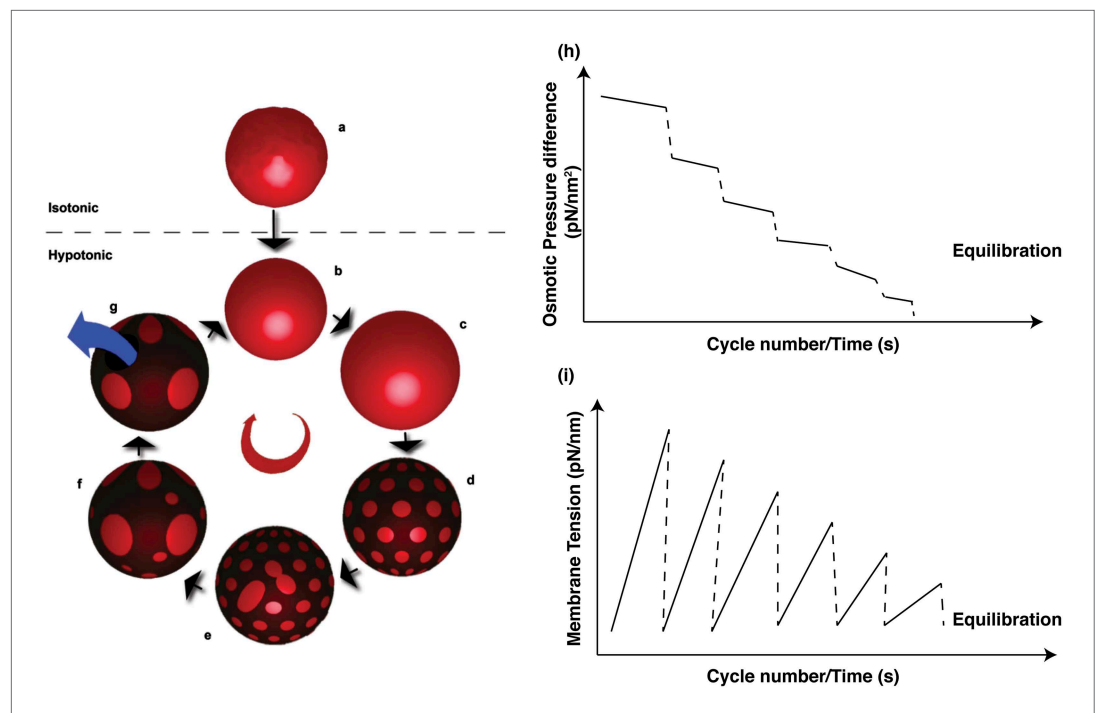 a
Isotonic
Hypotonic
b
c
d
e
f
g
(h)
Osmotic Pressure difference
(pN/nm²)
Equilibration
Cycle number/Time (s)
(i)
Membrane Tension (pN/nm)
Equilibration
Cycle number/Time (s)